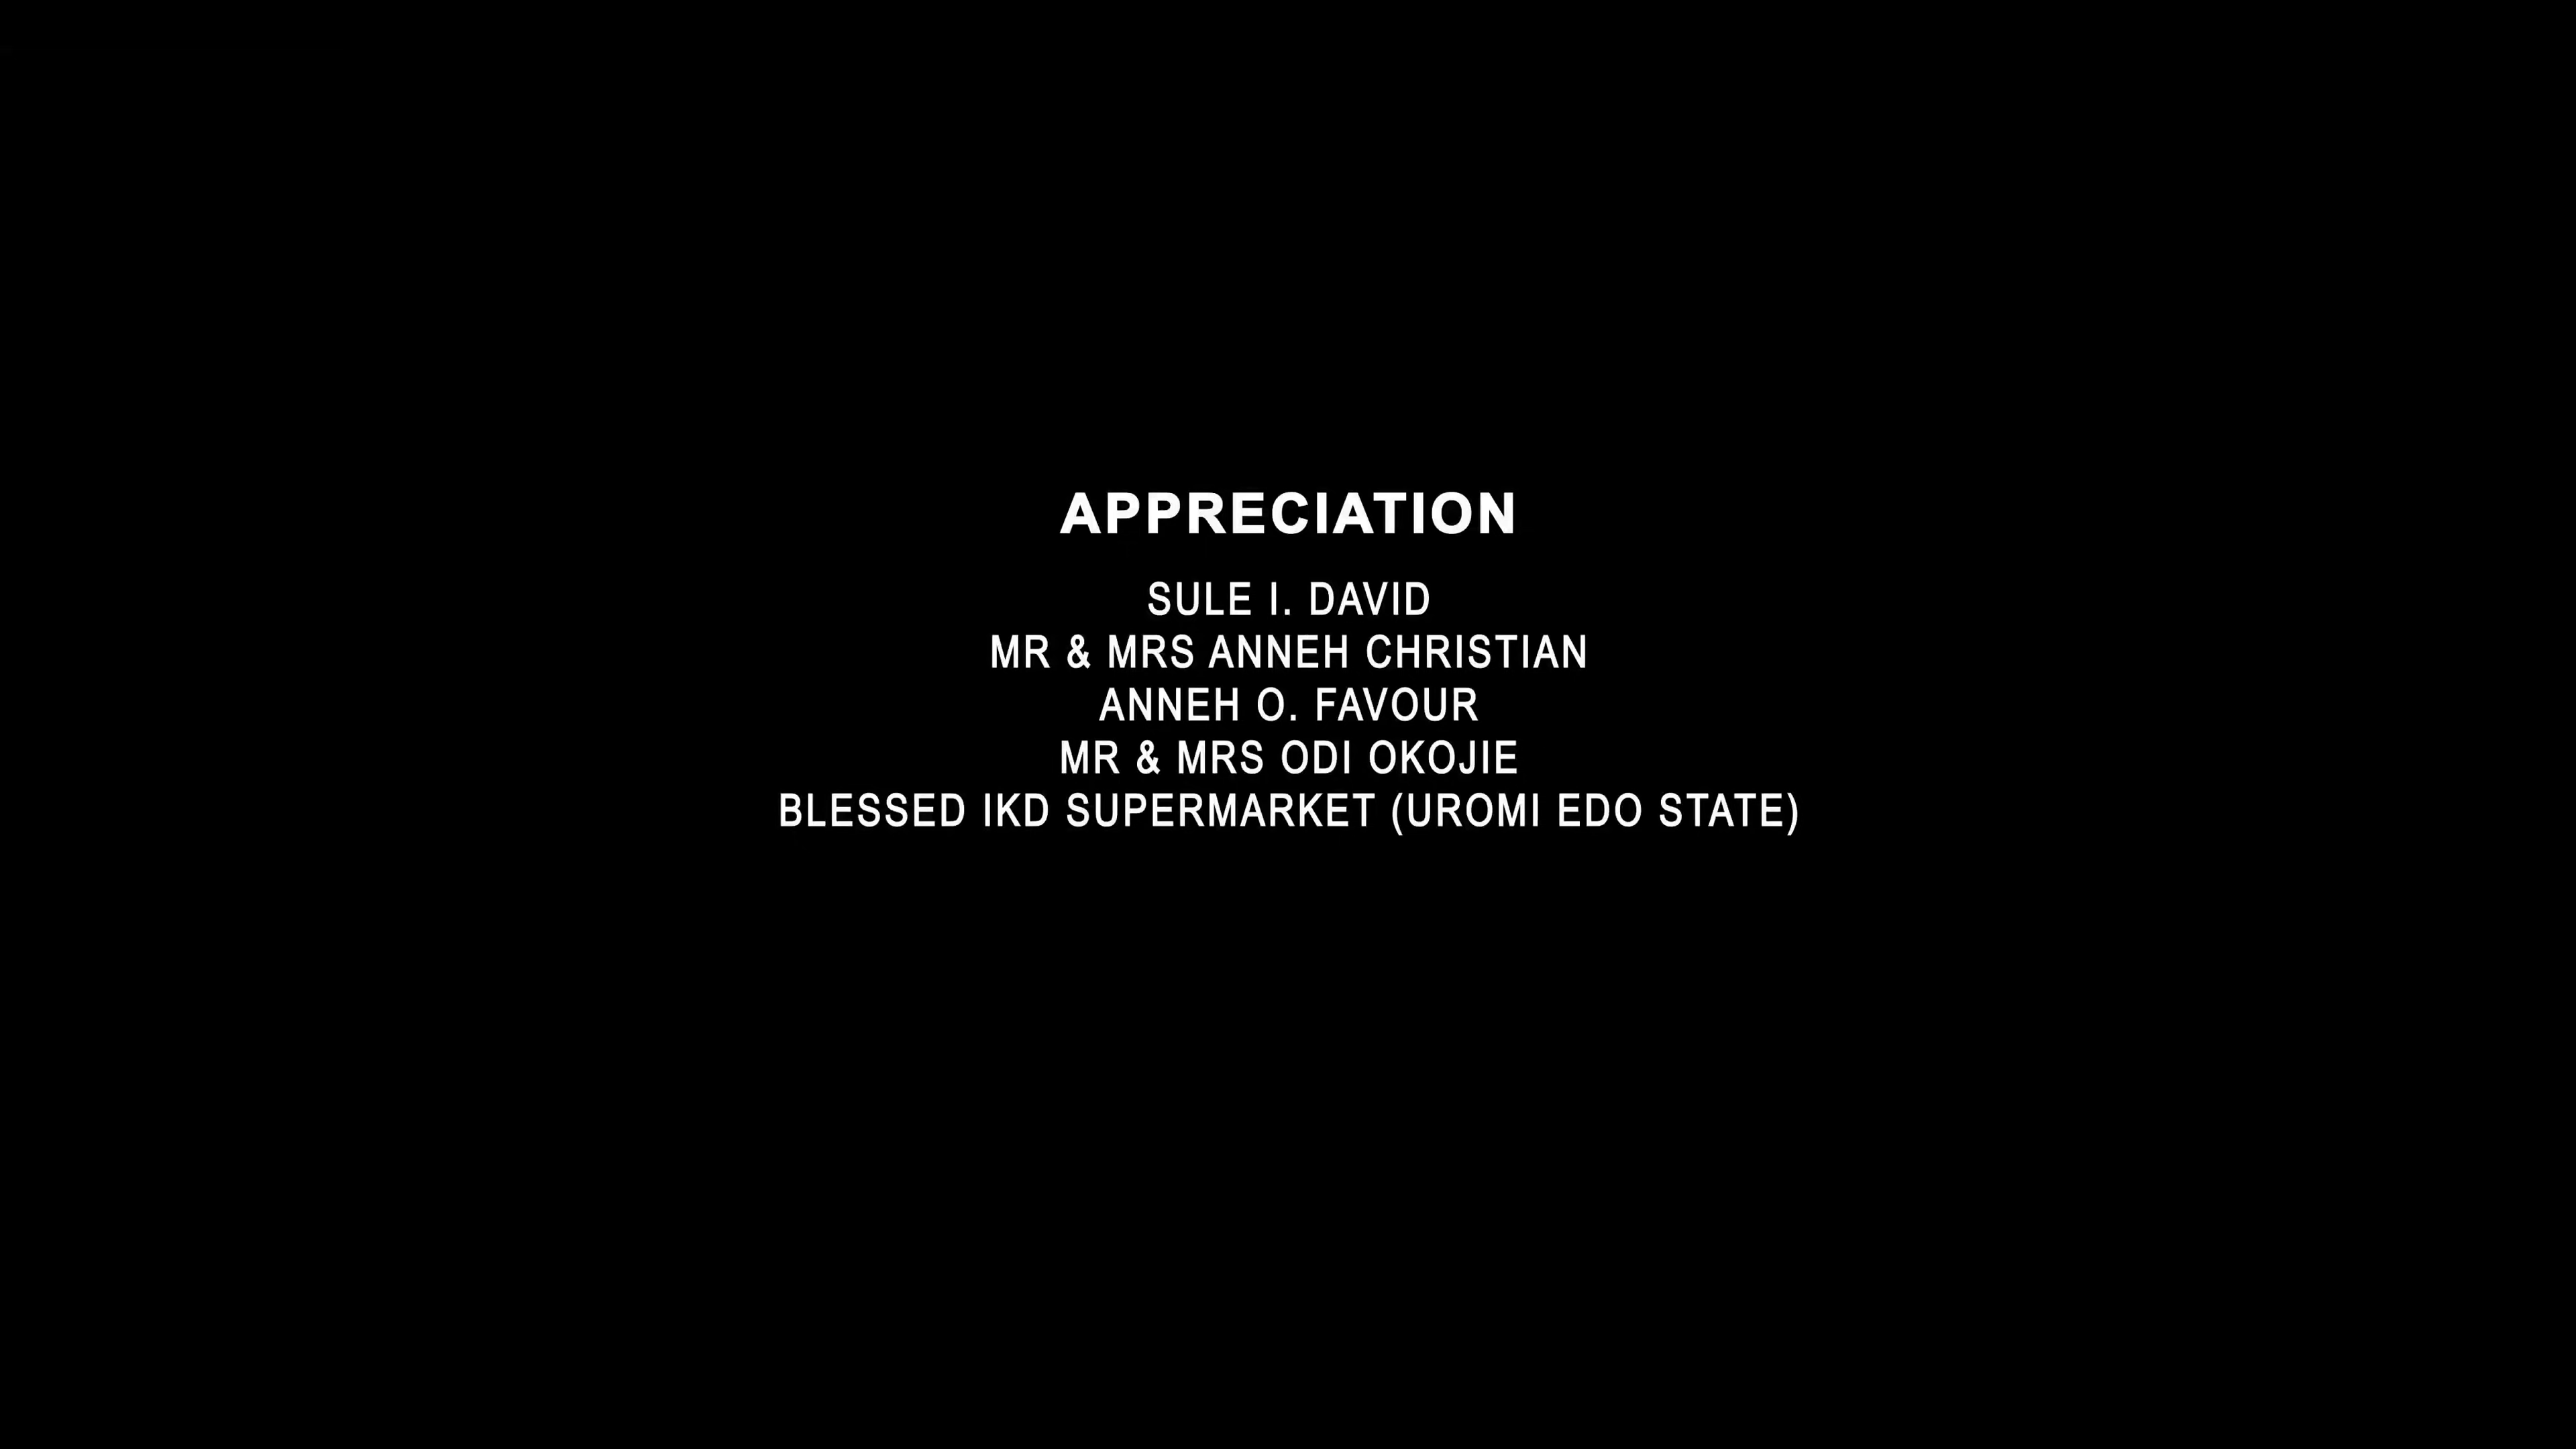 APPRECIATION
SULE I. DAVID
MR & MRS ANNEH CHRISTIAN
ANNEH O. FAVOUR
MR & MRS ODI OKOJIE
BLESSED IKD SUPERMARKET (UROMI EDO STATE)